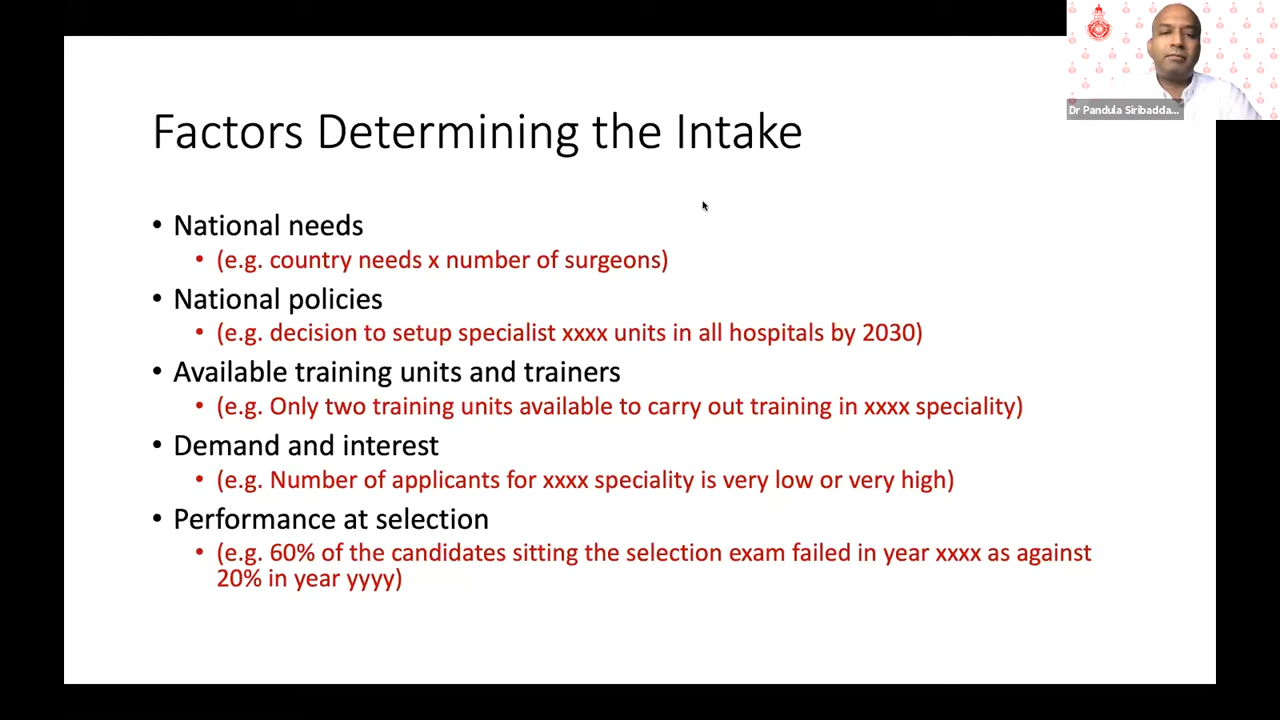 Factors Determining the Intake
• National needs
• (e.g. country needs x number of surgeons)
• National policies
• (e.g. decision to setup specialist xxxx units in all hospitals by 2030)
• Available training units and trainers
• (e.g. Only two training units available to carry out training in xxxx speciality)
• Demand and interest
• (e.g. Number of applicants for xxxx speciality is very low or very high)
• Performance at selection
• (e.g. 60% of the candidates sitting the selection exam failed in year xxxx as against
20% in year yyyy)
Dr Pandula Siribadda...